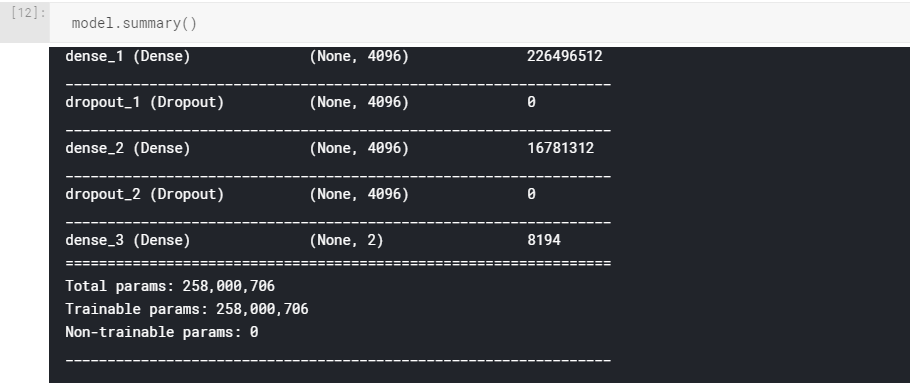 [12]:
model.summary()
dense_1 (Dense) (None, 4096) 226496512
_________________________________________________________________
dropout_1 (Dropout) (None, 4096) 0
_________________________________________________________________
dense_2 (Dense) (None, 4096) 16781312
_________________________________________________________________
dropout_2 (Dropout) (None, 4096) 0
_________________________________________________________________
dense_3 (Dense) (None, 2) 8194
=================================================================
Total params: 258,000,706
Trainable params: 258,000,706
Non-trainable params: 0
_________________________________________________________________